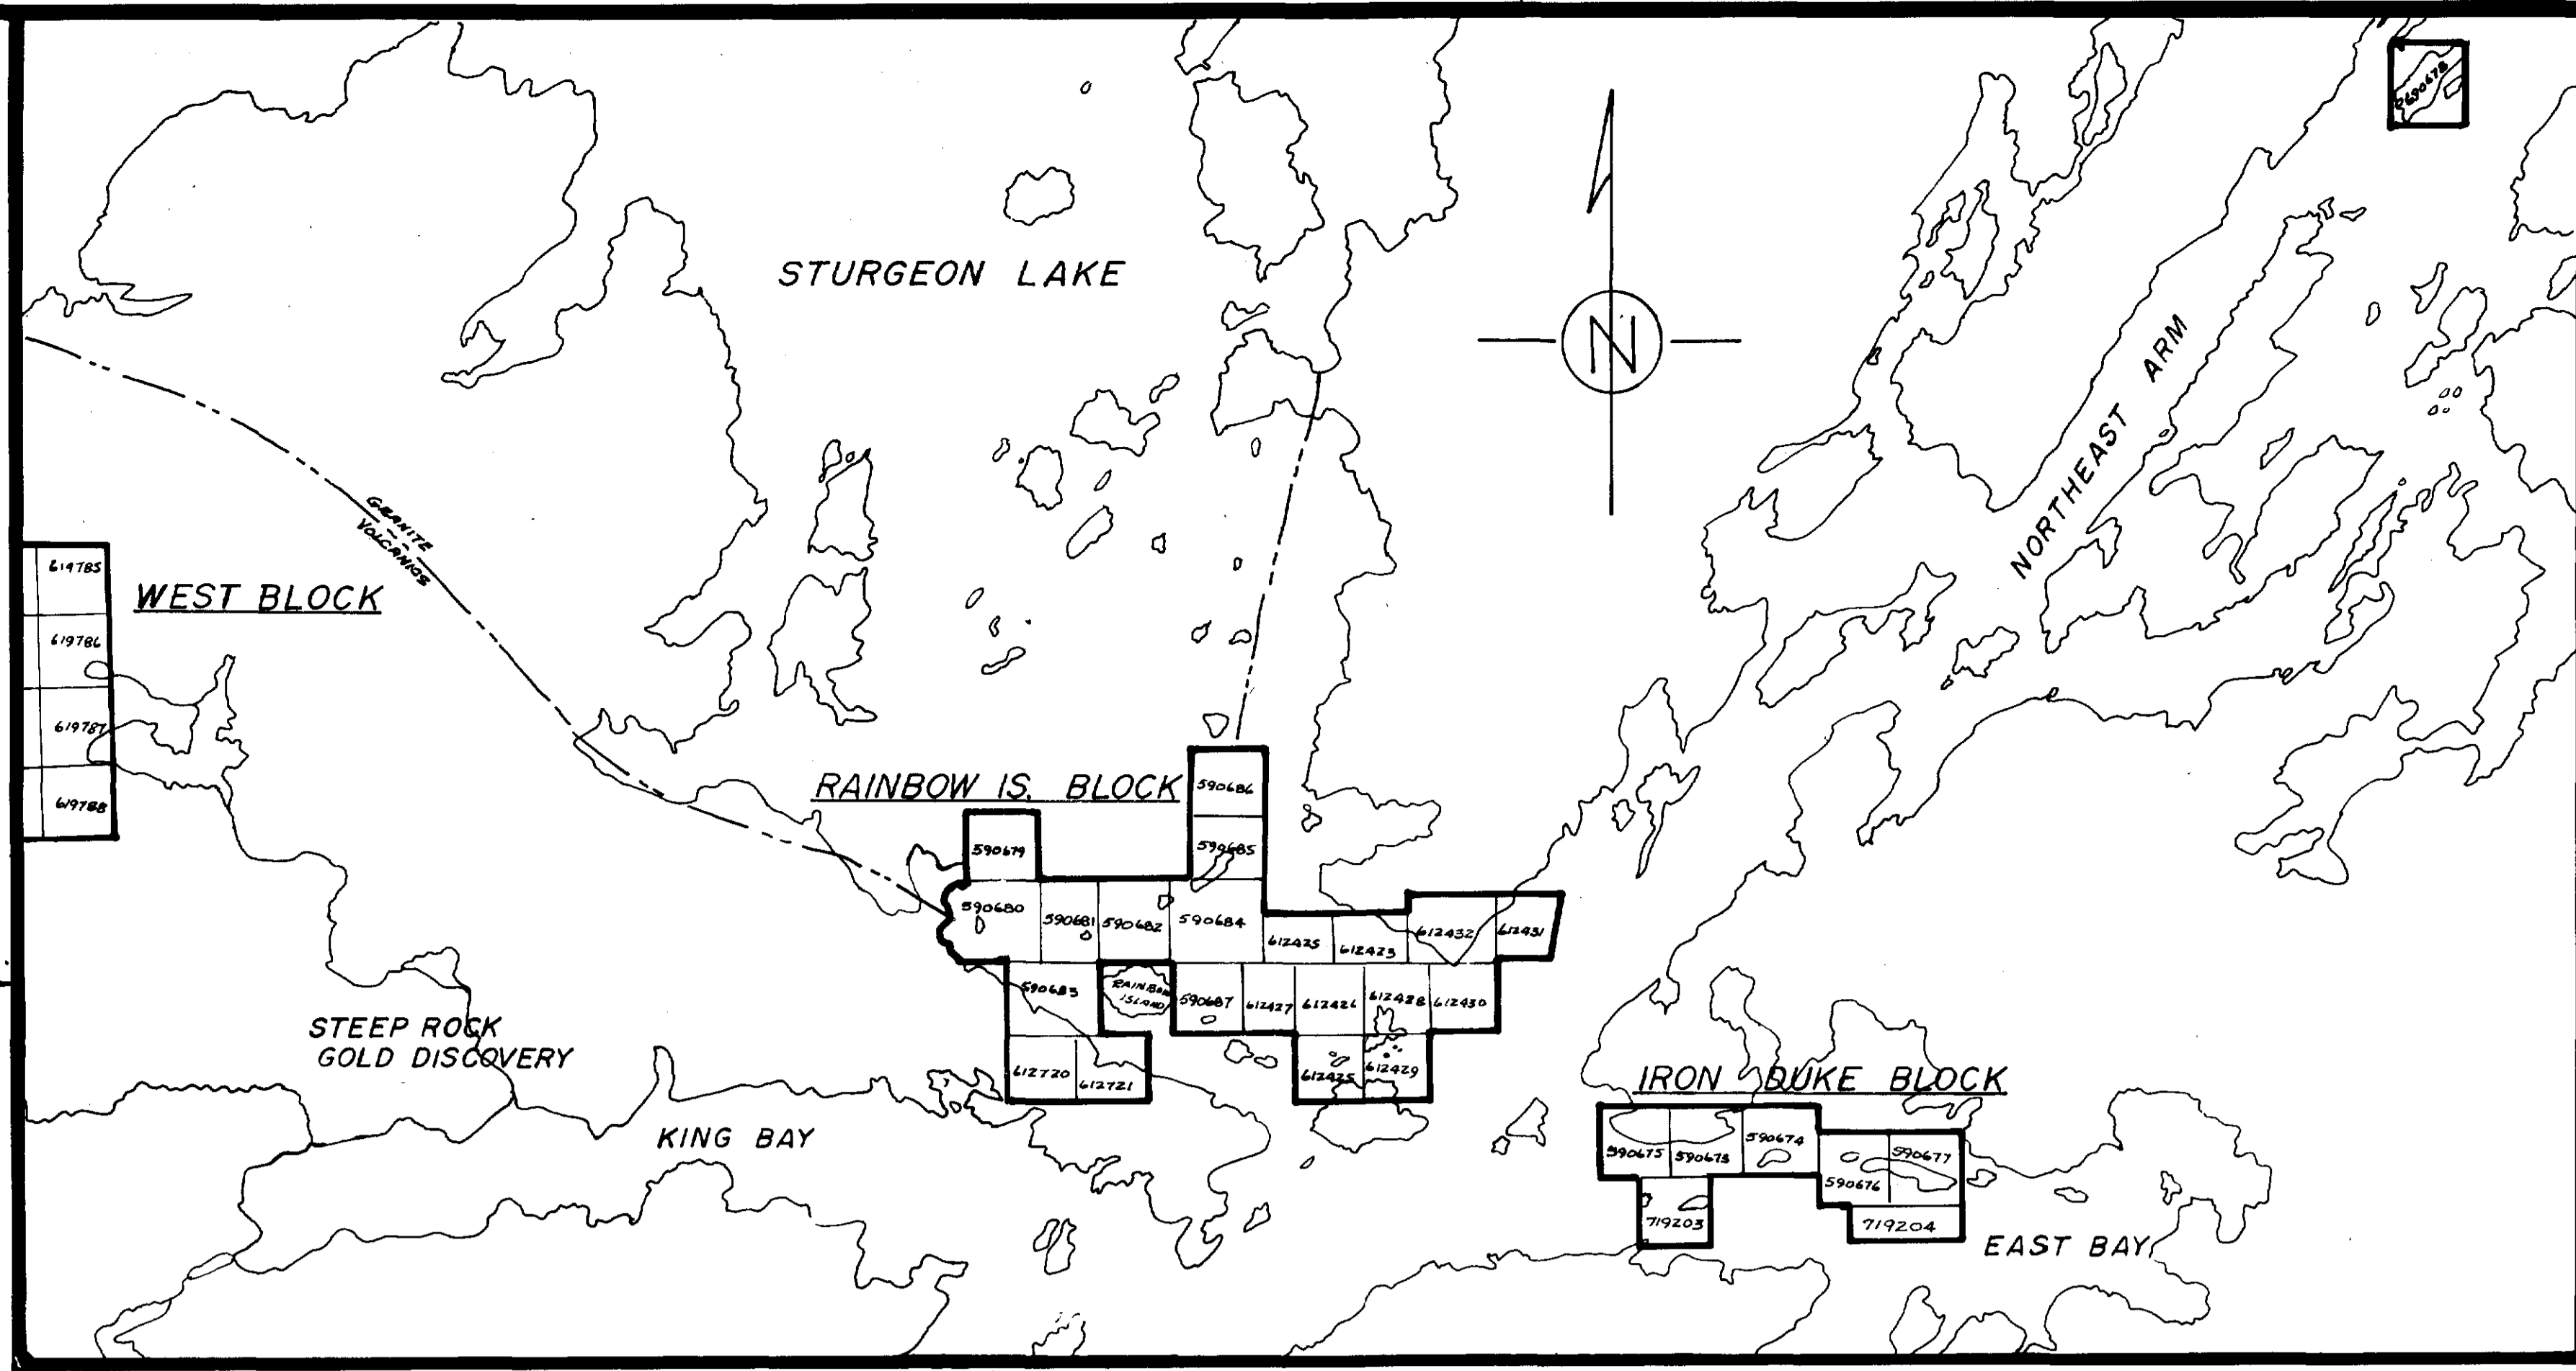 590678
STURGEON LAKE
N
NORTHEAST ARM
GRANITE
VOLCANICS
619785
WEST BLOCK
619786
619787
619788
RAINBOW IS. BLOCK
590686
590685
590679
590680
590681
590682
590684
612425
612423
612432
612431
590683
RAINBOW
ISLAND
590687
612427
612426
612428
612430
STEEP ROCK
GOLD DISCOVERY
612720
612721
612425
612429
IRON DUKE BLOCK
KING BAY
590675
590673
590674
590677
590676
719203
719204
EAST BAY